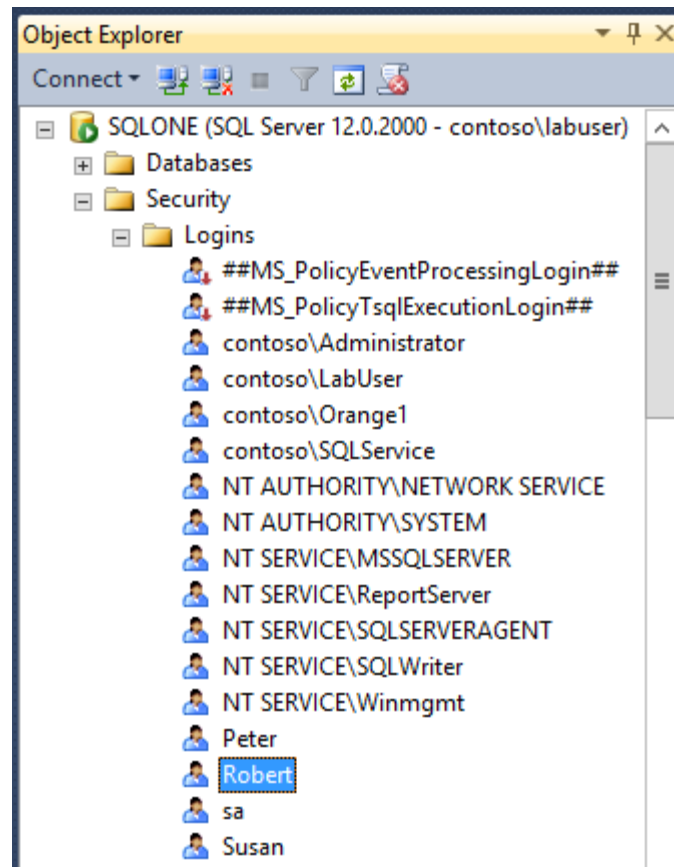 Object Explorer
Connect
SQLONE (SQL Server 12.0.2000 - contoso\labuser)
Databases
Security
Logins
##MS_PolicyEventProcessingLogin##
##MS_PolicyTsqlExecutionLogin##
contoso\Administrator
contoso\LabUser
contoso\Orange1
contoso\SQLService
NT AUTHORITY\NETWORK SERVICE
NT AUTHORITY\SYSTEM
NT SERVICE\MSSQLSERVER
NT SERVICE\ReportServer
NT SERVICE\SQLSERVERAGENT
NT SERVICE\SQLWriter
NT SERVICE\Winmgmt
Peter
Robert
sa
Susan